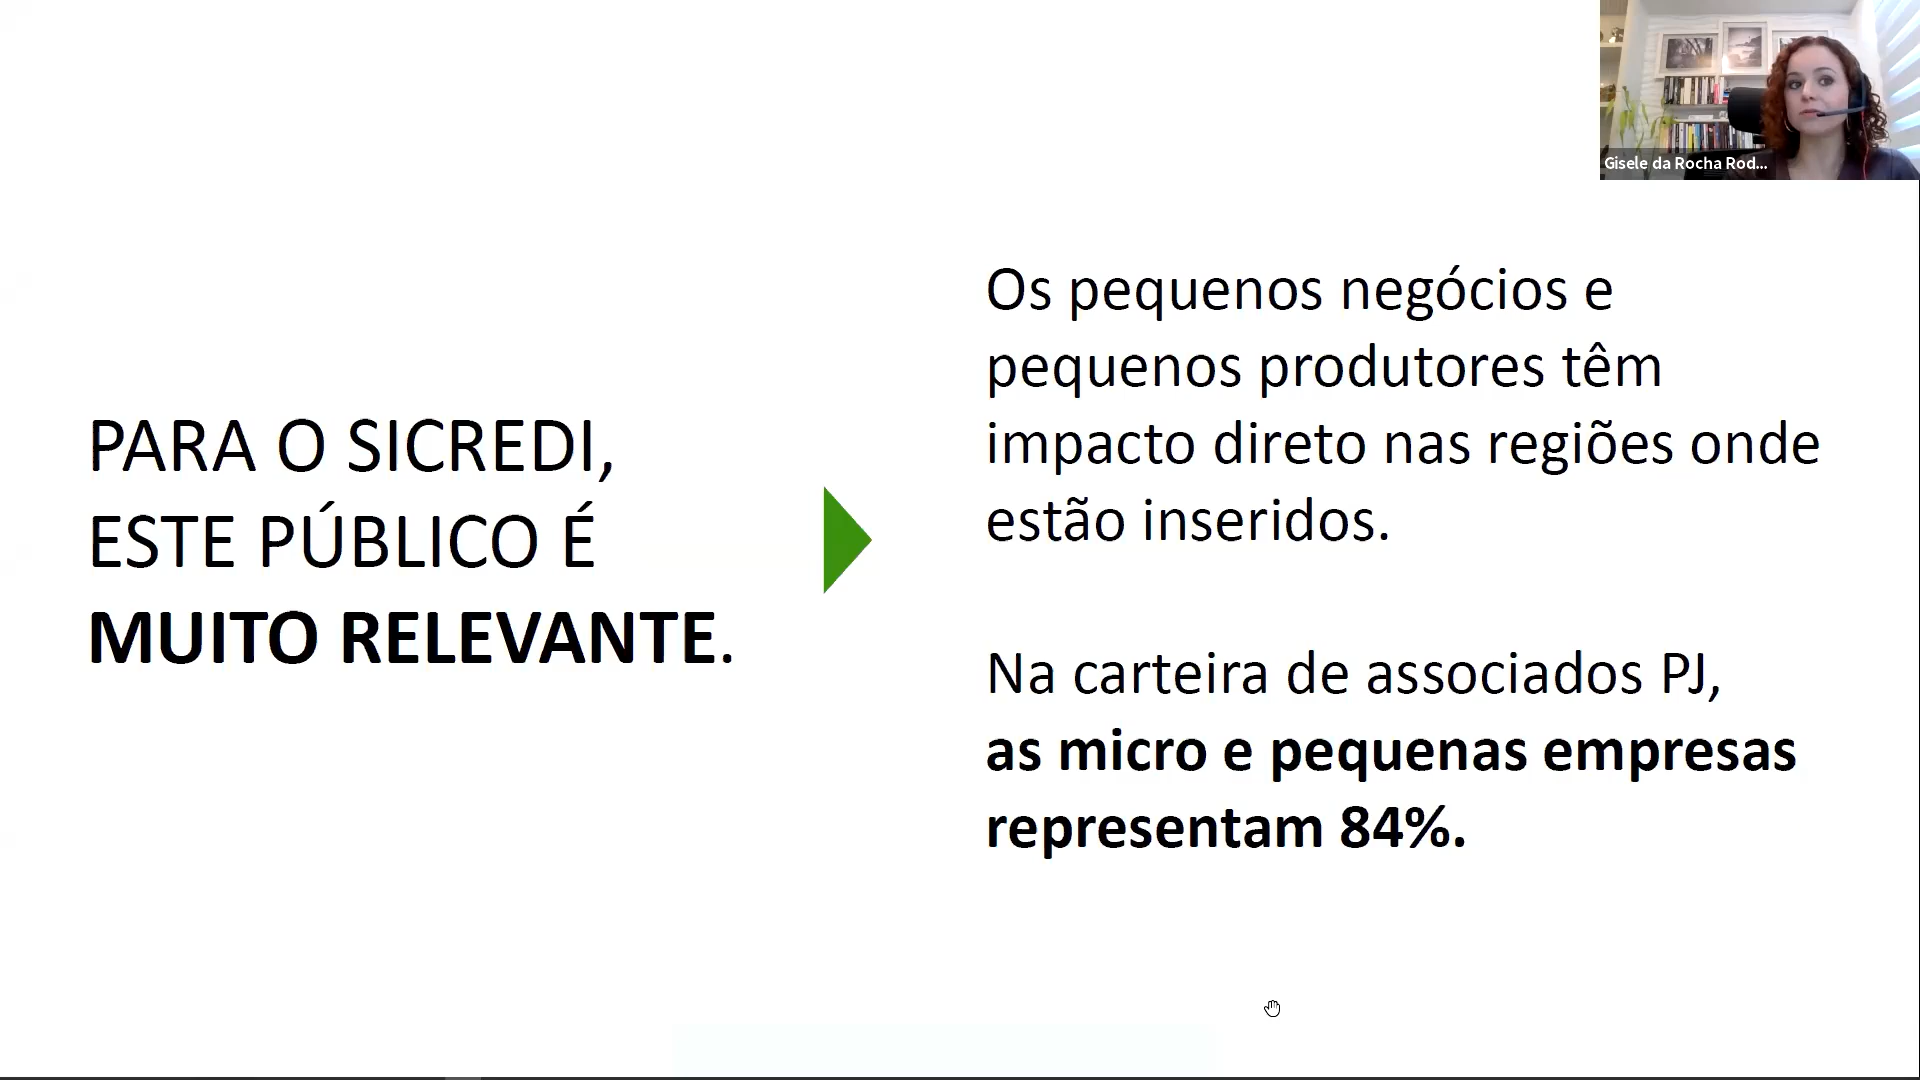 Gisele da Rocha Rod...
PARA O SICREDI,
ESTE PÚBLICO É
MUITO RELEVANTE.
Os pequenos negócios e
pequenos produtores têm
impacto direto nas regiões onde
estão inseridos.
Na carteira de associados PJ,
as micro e pequenas empresas
representam 84%.